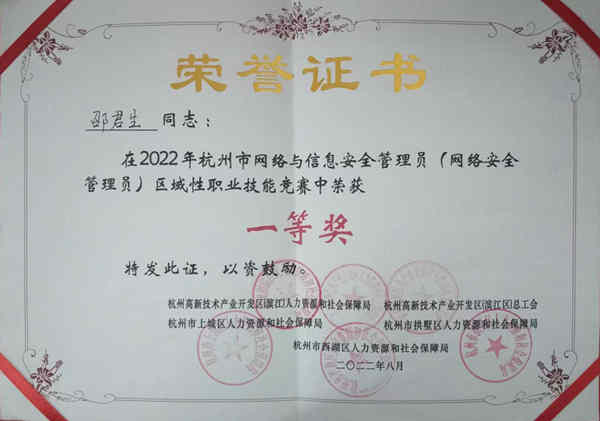 荣誉证书
邵君生 同志：
在2022年杭州市网络与信息安全管理员（网络安全
管理员）区域性职业技能竞赛中荣获
一等奖
特发此证，以资鼓励。
杭州高新技术产业开发区(滨江)人力资源和社会保障局 杭州高新技术产业开发区(滨江区)总工会
杭州市上城区人力资源和社会保障局 杭州市拱墅区人力资源和社会保障局
杭州市西湖区人力资源和社会保障局
二〇二二年八月